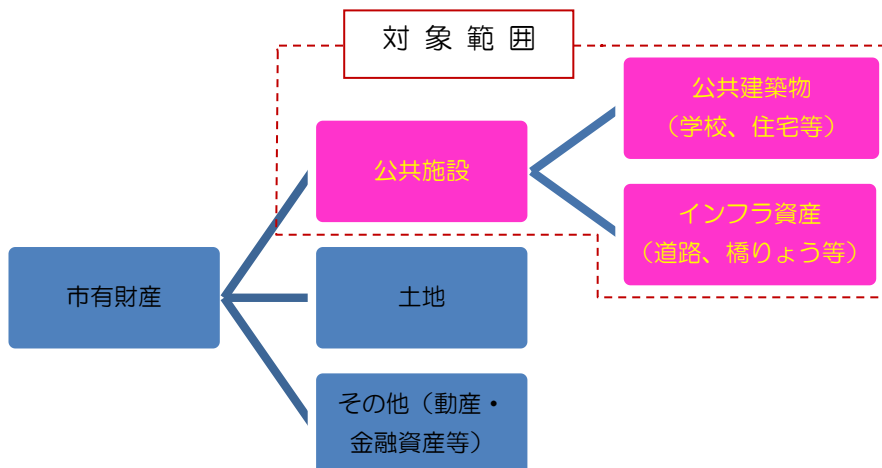 対象範囲
公共建築物
（学校、住宅等）
公共施設
インフラ資産
（道路、橋りょう等）
市有財産
土地
その他（動産・
金融資産等）